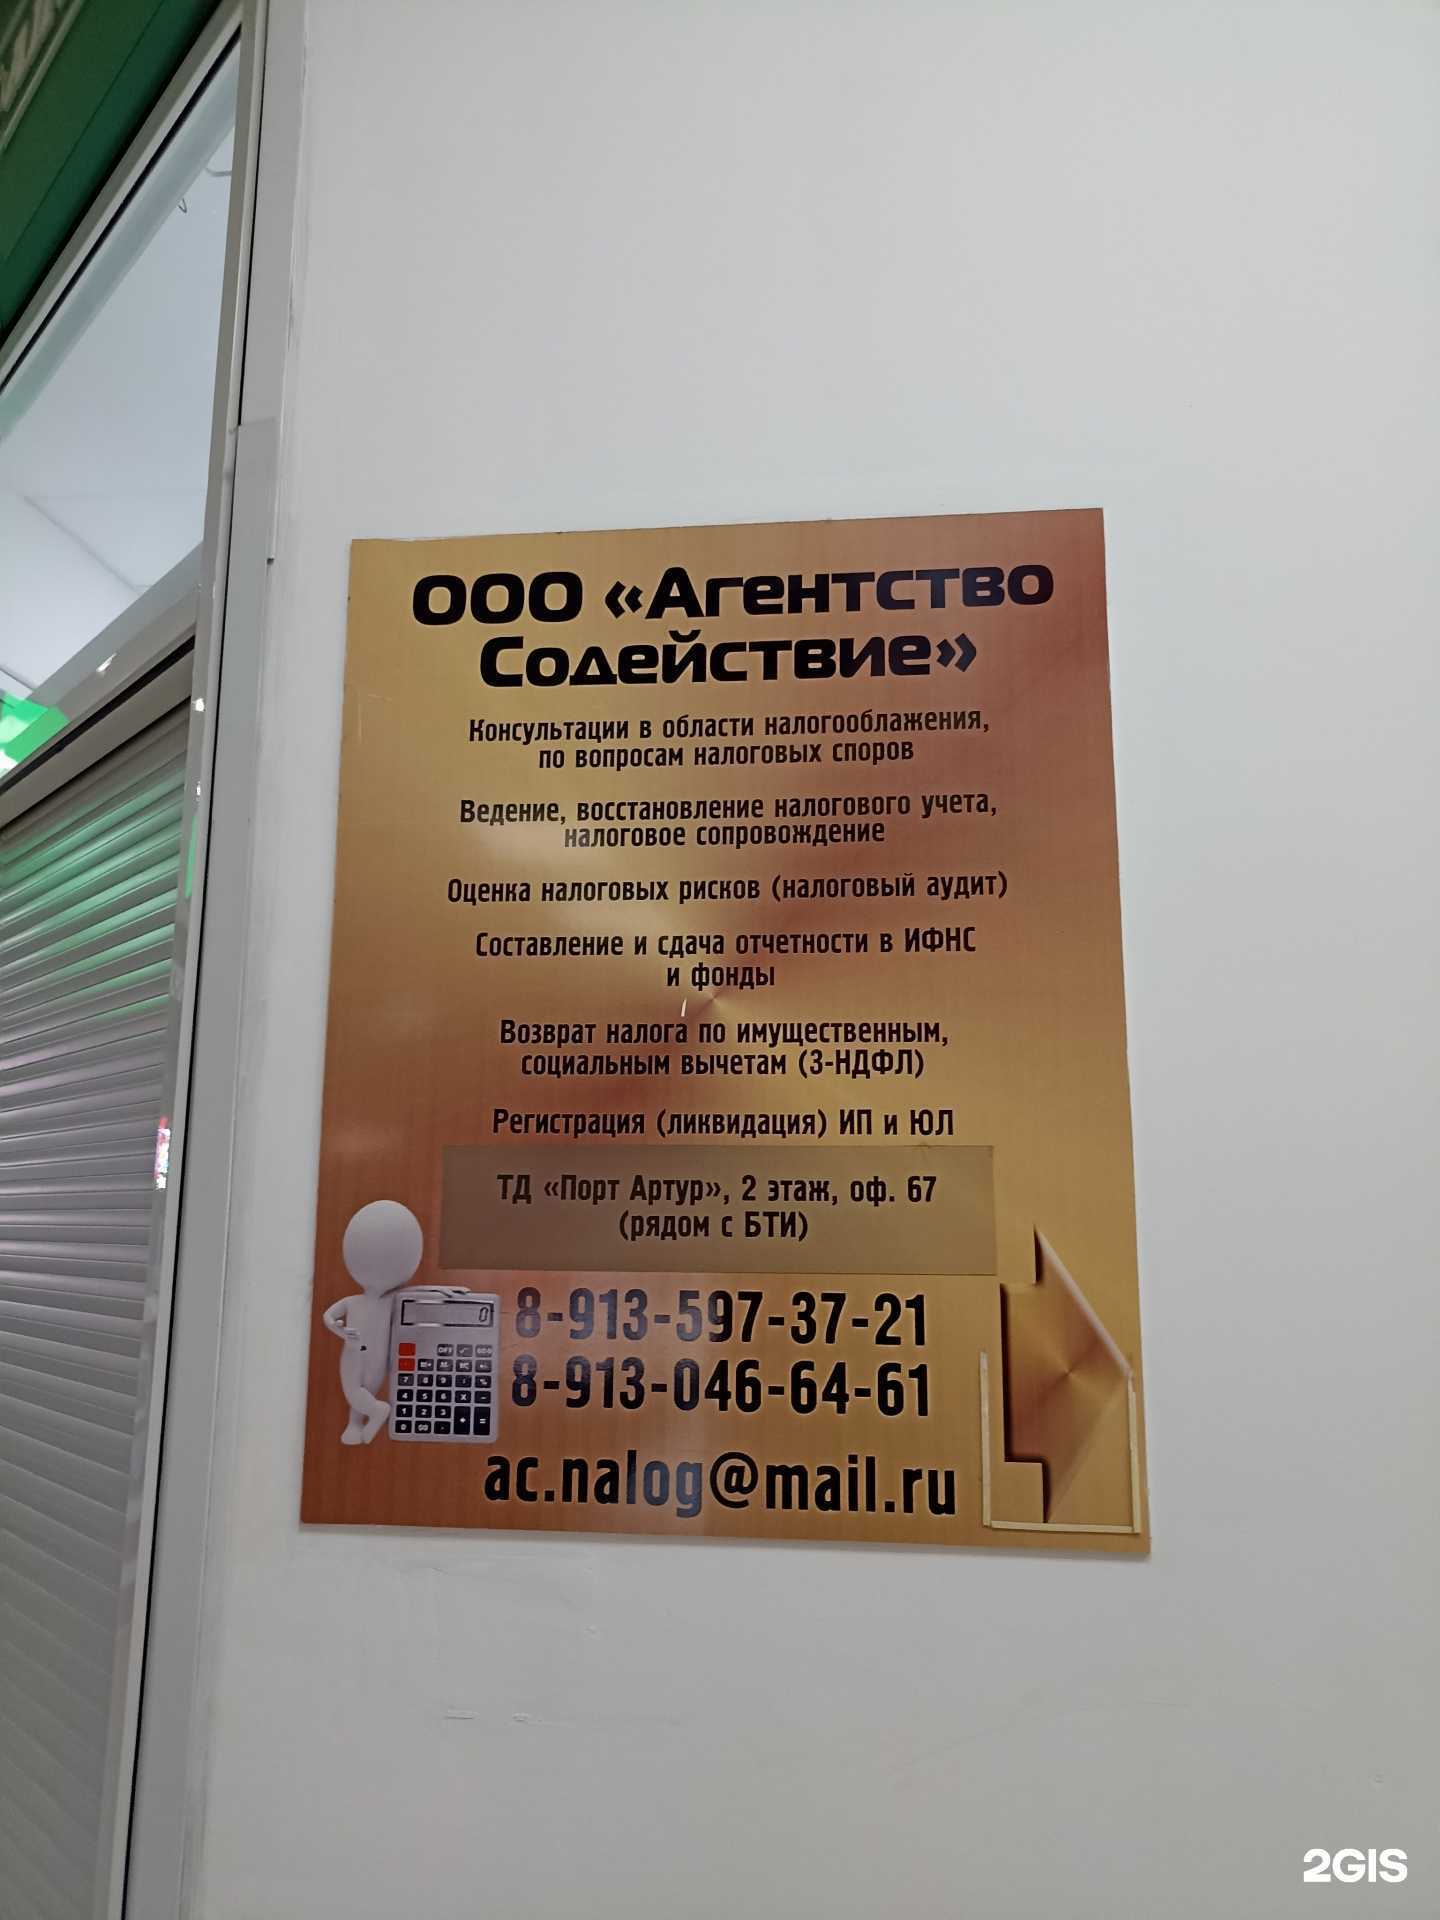 ООО «Агентство
Содействие»
Консультации в области налогооблажения,
по вопросам налоговых споров
Ведение, восстановление налогового учета,
налоговое сопровождение
Оценка налоговых рисков (налоговый аудит)
Составление и сдача отчетности в ИФНС
и фонды
Возврат налога по имущественным,
социальным вычетам (3-НДФЛ)
Регистрация (ликвидация) ИП и ЮЛ
ТД «Порт Артур», 2 этаж, оф. 67
(рядом с БТИ)
8-913-597-37-21
8-913-046-64-61
ac.nalog@mail.ru
2GIS